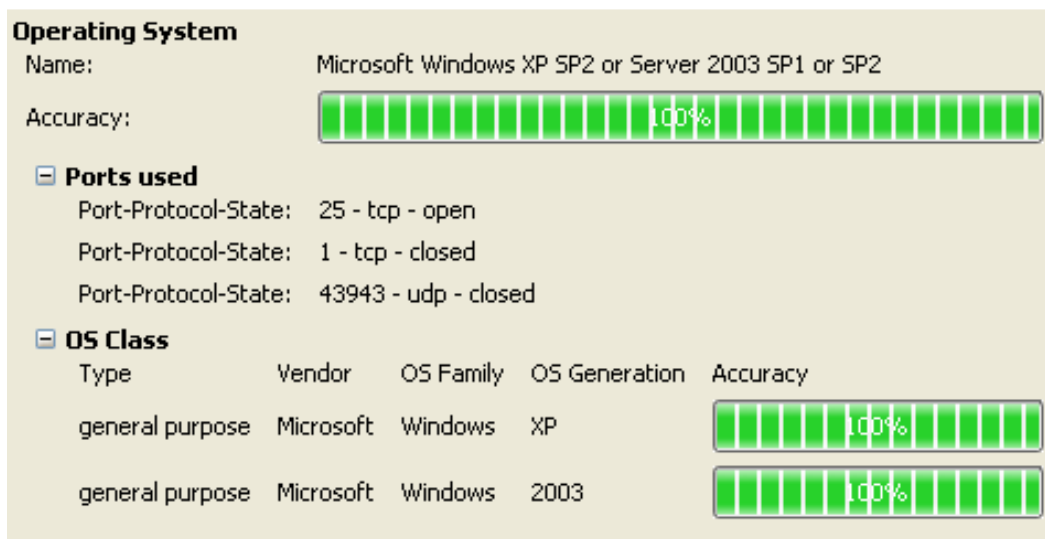 Operating System
Name: Microsoft Windows XP SP2 or Server 2003 SP1 or SP2
Accuracy: 100%
Ports used
Port-Protocol-State: 25 - tcp - open
Port-Protocol-State: 1 - tcp - closed
Port-Protocol-State: 43943 - udp - closed
OS Class
Type Vendor OS Family OS Generation Accuracy
general purpose Microsoft Windows XP 100%
general purpose Microsoft Windows 2003 100%